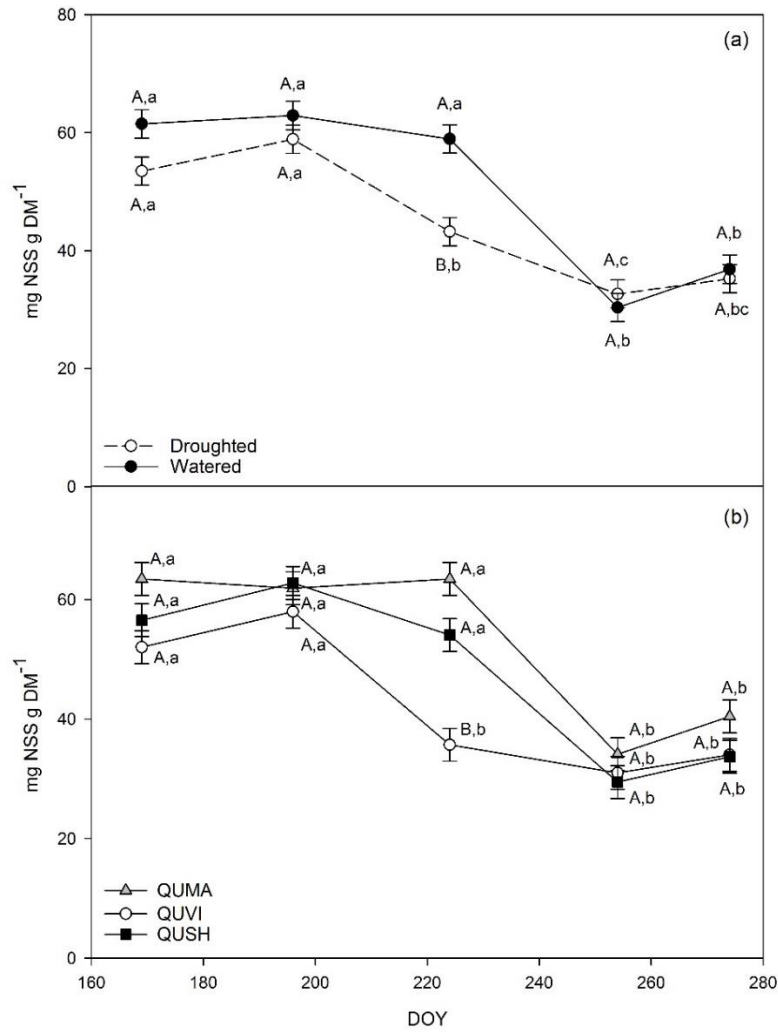 80
(a)
A,a
A,a
A,a
60
A,a
A,a
A,b
A,c
40
B,b
A,bc
A,b
mg NSS g DM⁻¹
20
Droughted
Watered
0
(b)
A,a
A,a
A,a
60
A,a
A,a
A,a
A,a
A,a
B,b
A,b
40
A,b
A,b
A,b
A,b
A,b
mg NSS g DM⁻¹
20
QUMA
QUVI
QUSH
0
160 180 200 220 240 260 280
DOY